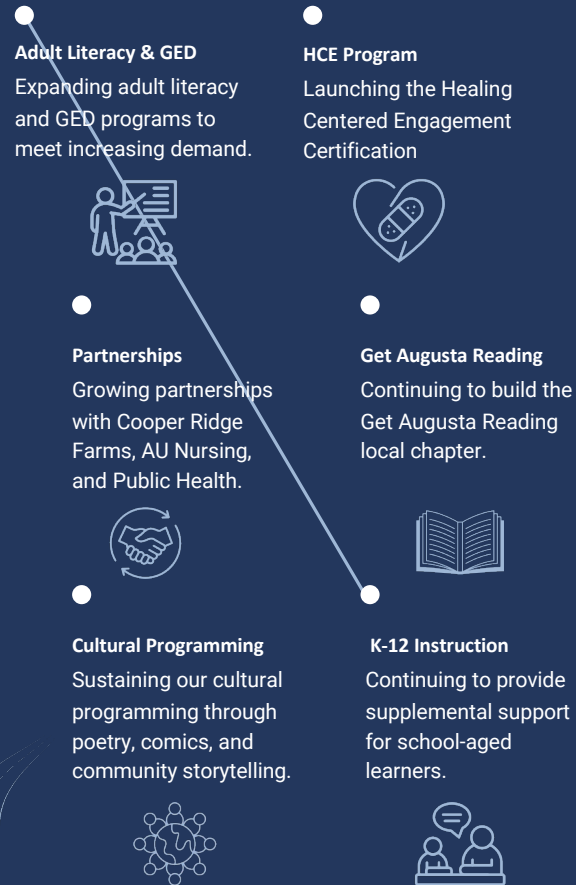 Adult Literacy & GED
Expanding adult literacy
and GED programs to
meet increasing demand.
HCE Program
Launching the Healing
Centered Engagement
Certification
Partnerships
Growing partnerships
with Cooper Ridge
Farms, AU Nursing,
and Public Health.
Get Augusta Reading
Continuing to build the
Get Augusta Reading
local chapter.
Cultural Programming
Sustaining our cultural
programming through
poetry, comics, and
community storytelling.
K-12 Instruction
Continuing to provide
supplemental support
for school-aged
learners.